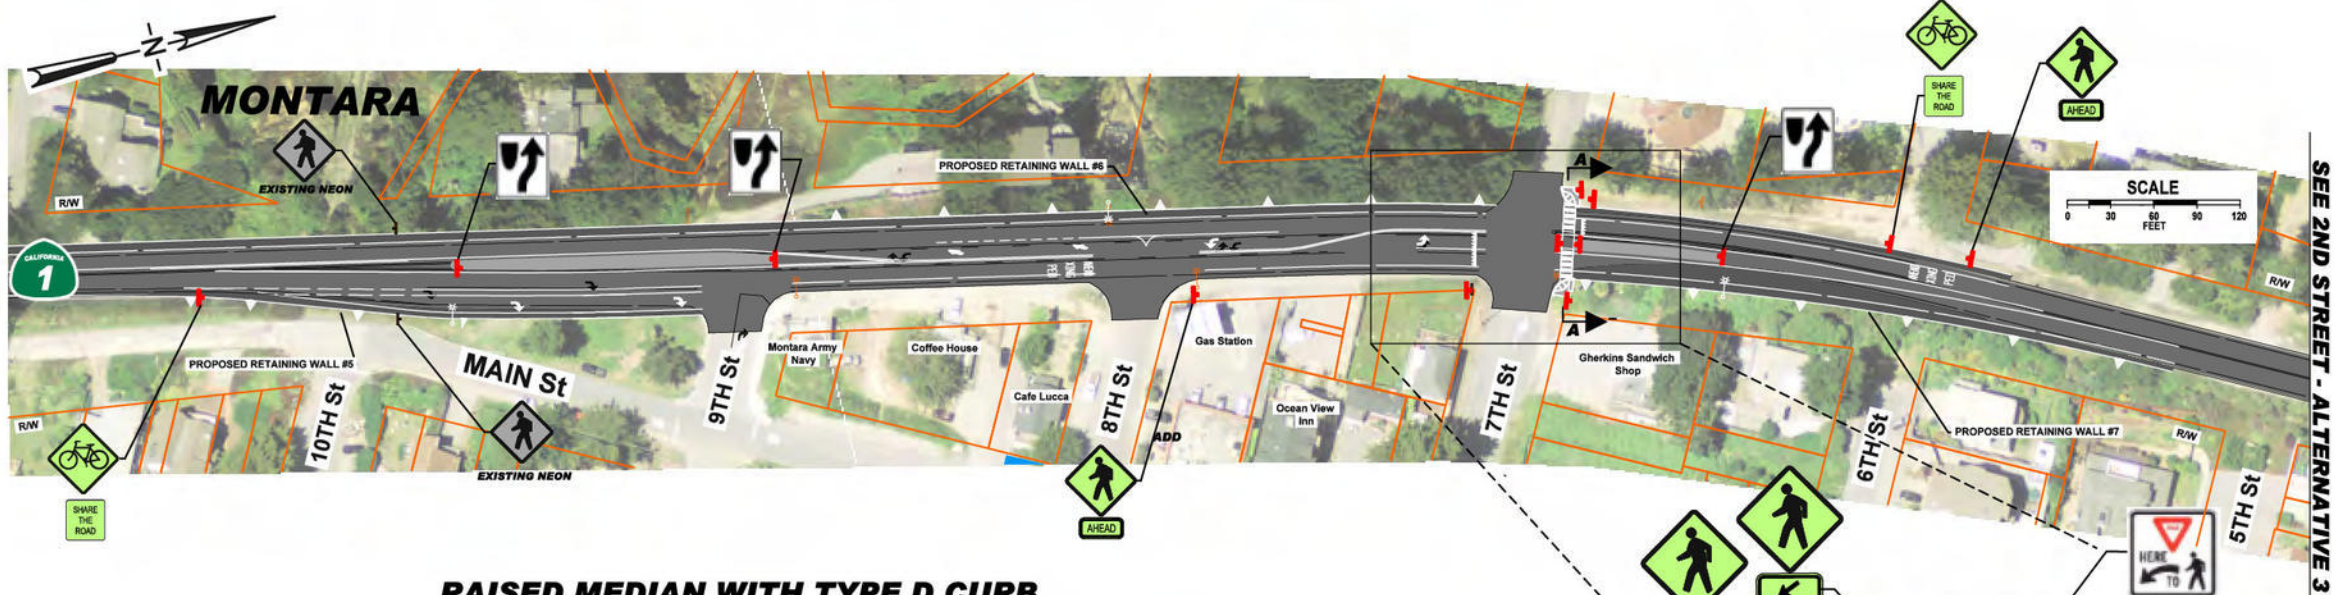 N
MONTARA
EXISTING NEON
R/W
CALIFORNIA
1
PROPOSED RETAINING WALL #6
A
SHARE
THE
ROAD
AHEAD
SCALE
0 30 60 90 120
FEET
R/W
SEE 2ND STREET - ALTERNATIVE 3
PED
XING
NEW
PROPOSED RETAINING WALL #5
MAIN St
10TH St
9TH St
Montara Army
Navy
Coffee House
Cafe Lucca
8TH St
Gas Station
Ocean View
Inn
7TH St
A
Gherkins Sandwich
Shop
6TH St
PROPOSED RETAINING WALL #7
R/W
5TH St
R/W
EXISTING NEON
SHARE
THE
ROAD
ADD
AHEAD
HERE
TO
RAISED MEDIAN WITH TYPE D CURB